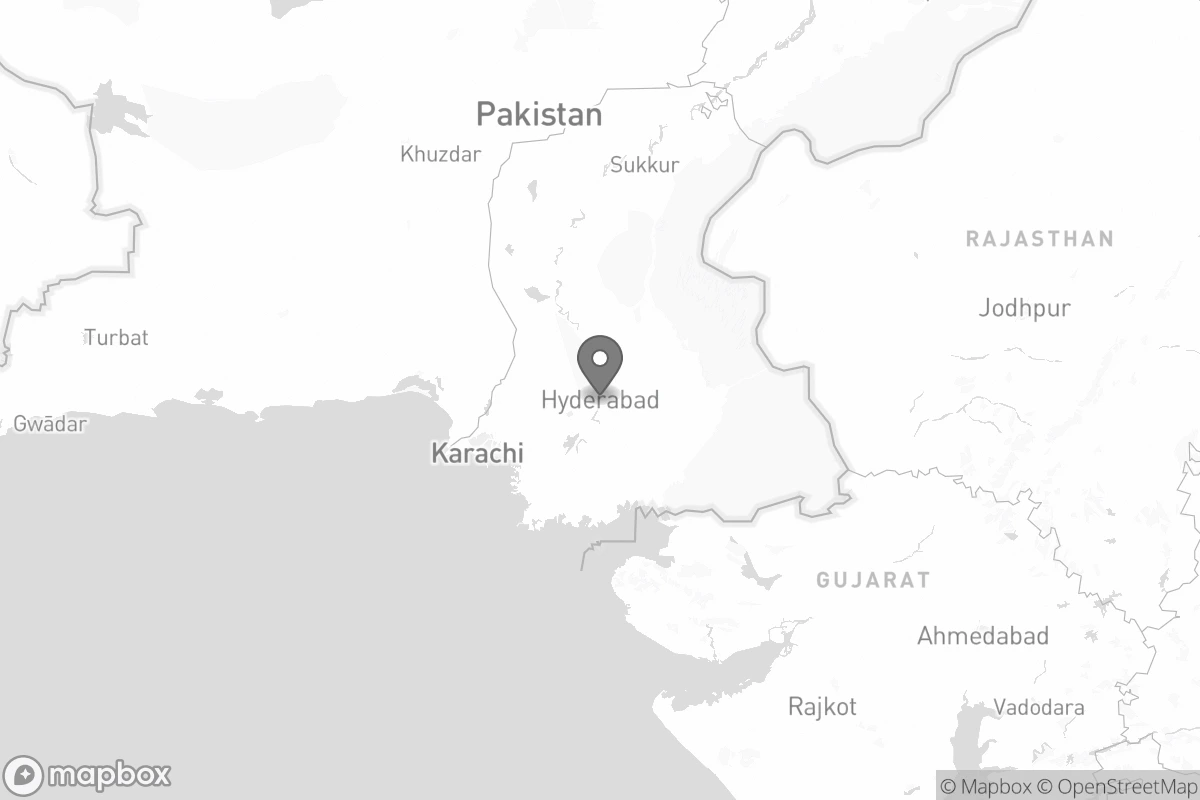 Pakistan
Khuzdar
Sukkur
RAJASTHAN
Jodhpur
Turbat
Hyderabad
Gwādar
Karachi
GUJARAT
Ahmedabad
Rajkot
Vadodara
mapbox
© Mapbox © OpenStreetMap